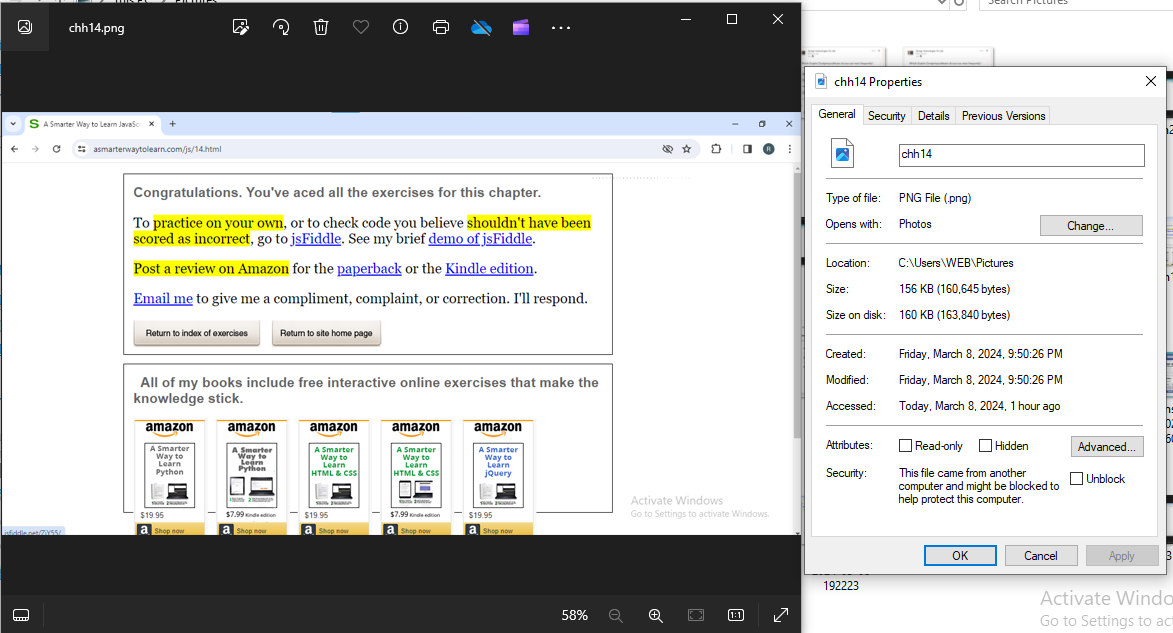 This PC
Pictures
Search Pictures
chh14.png
A Smarter Way to Learn JavaSc
asmarterwaytolearn.com/js/14.html
R
Congratulations. You've aced all the exercises for this chapter.
To practice on your own, or to check code you believe shouldn't have been
scored as incorrect, go to jsFiddle. See my brief demo of jsFiddle.
Post a review on Amazon for the paperback or the Kindle edition.
Email me to give me a compliment, complaint, or correction. I'll respond.
Return to index of exercises
Return to site home page
All of my books include free interactive online exercises that make the
knowledge stick.
amazon amazon amazon amazon amazon
A Smarter Way to Learn Python
A Smarter Way to Learn Python
A Smarter Way to Learn HTML & CSS
A Smarter Way to Learn HTML & CSS
A Smarter Way to Learn jQuery
$19.95 $7.99 Kindle edition $19.95 $7.99 Kindle edition $19.95
a Shop now a Shop now a Shop now a Shop now a Shop now
Activate Windows
Go to Settings to activate Windows.
58%
1:1
chh14 Properties
General Security Details Previous Versions
chh14
Type of file: PNG File (.png)
Opens with: Photos Change...
Location: C:\Users\WEB\Pictures
Size: 156 KB (160,645 bytes)
Size on disk: 160 KB (163,840 bytes)
Created: Friday, March 8, 2024, 9:50:26 PM
Modified: Friday, March 8, 2024, 9:50:26 PM
Accessed: Today, March 8, 2024, 1 hour ago
Attributes: Read-only Hidden Advanced...
Security: This file came from another
computer and might be blocked to
help protect this computer.
Unblock
OK Cancel Apply
192223
Activate Windo
Go to Settings to ac